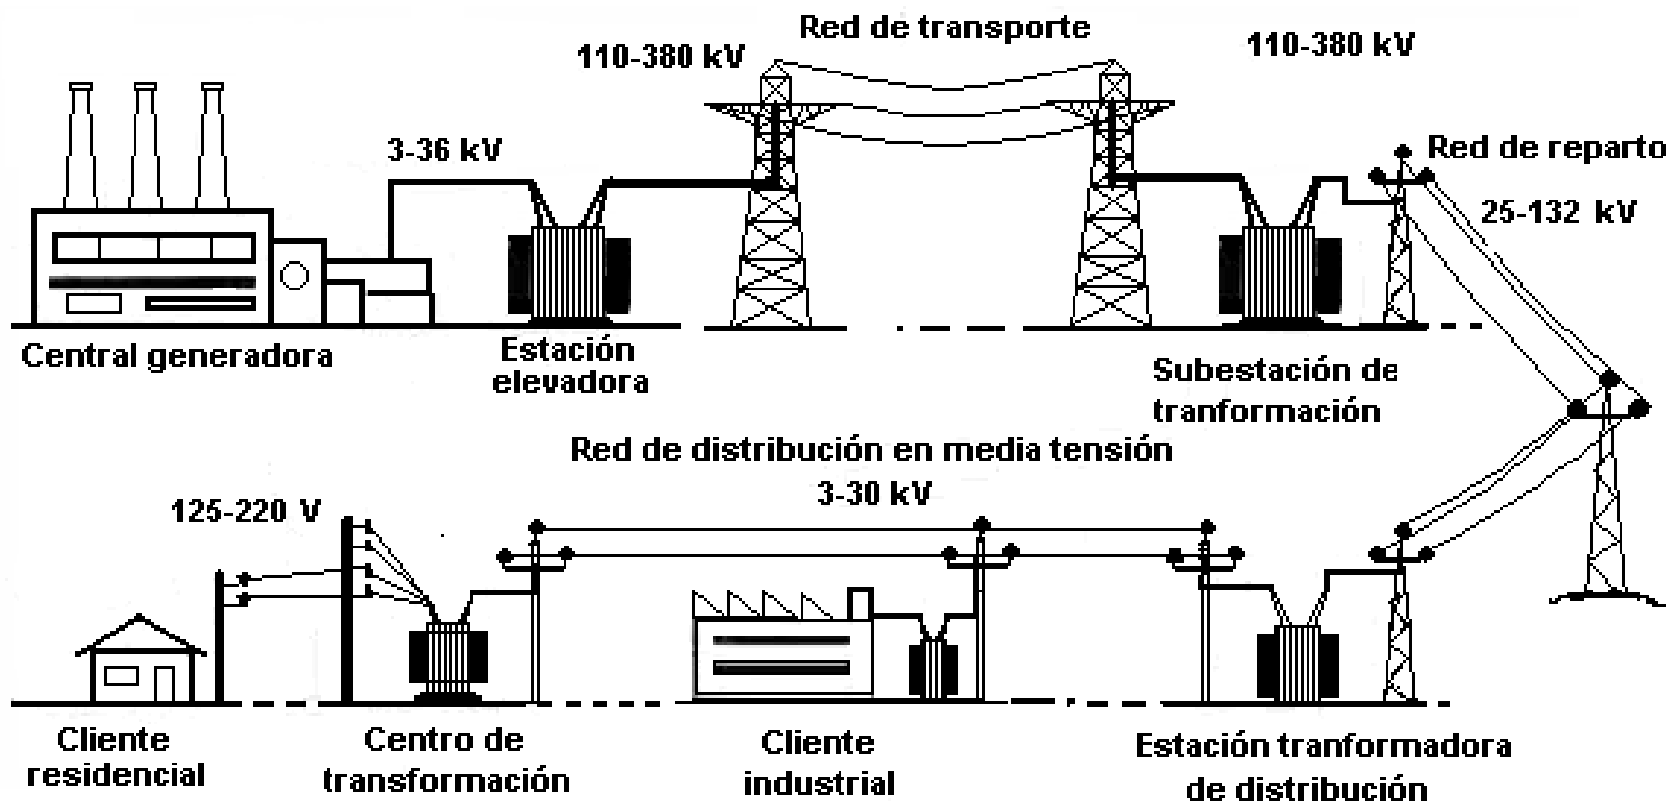 Red de transporte
110-380 kV
110-380 kV
3-36 kV
Red de reparto
25-132 kV
Central generadora
Estación
elevadora
Subestación de
tranformación
Red de distribución en media tensión
3-30 kV
125-220 V
Cliente
residencial
Centro de
transformación
Cliente
industrial
Estación tranformadora
de distribución